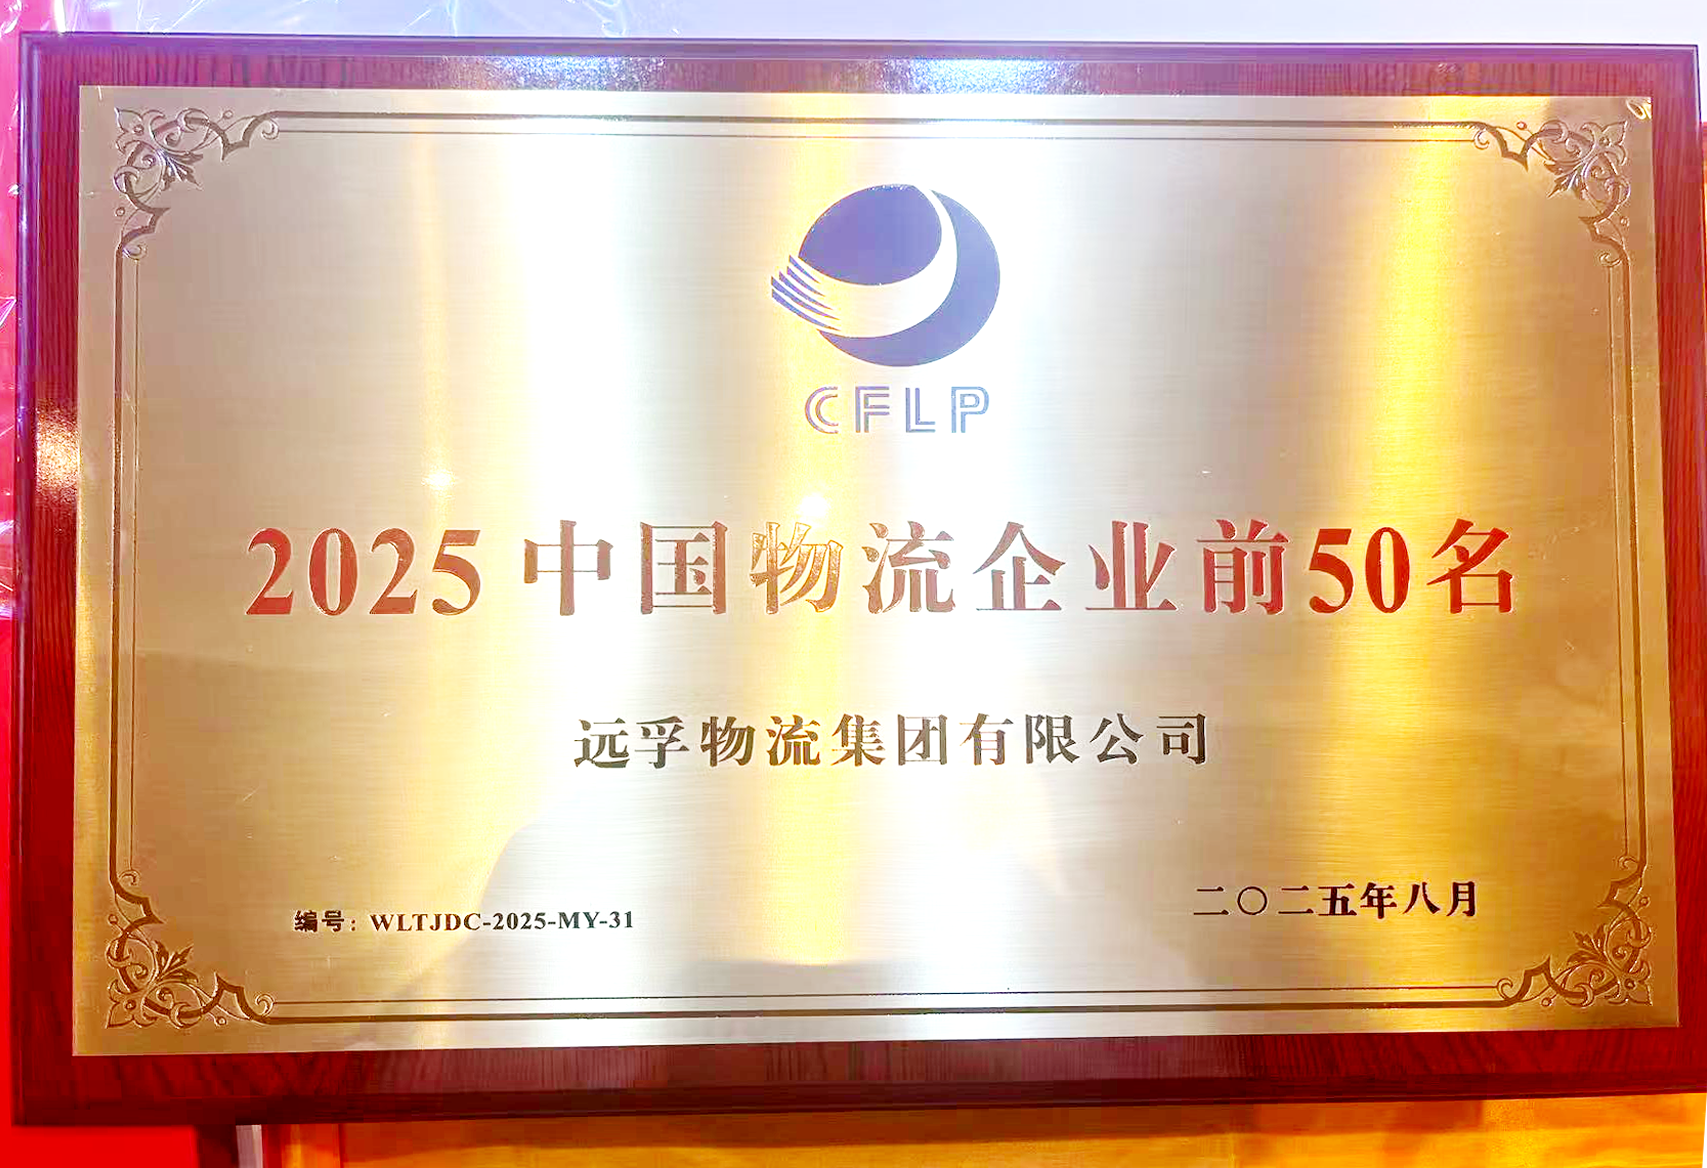 CFLP
2025中国物流企业前50名
远孚物流集团有限公司
二〇二五年八月
编号：WLTJDC-2025-MY-31